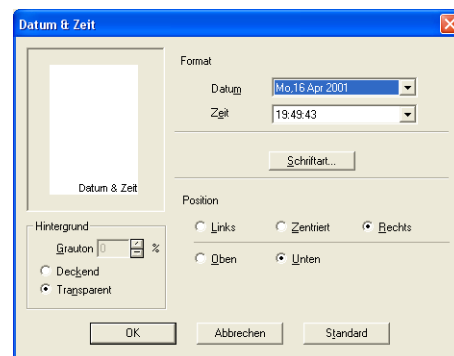 Datum & Zeit
Format
Datum Mo,16 Apr 2001
Zeit 19:49:43
Schriftart...
Datum & Zeit
Position
Hintergrund
Links Zentriert Rechts
Grauton 0 %
Oben Unten
Deckend
Transparent
OK Abbrechen Standard